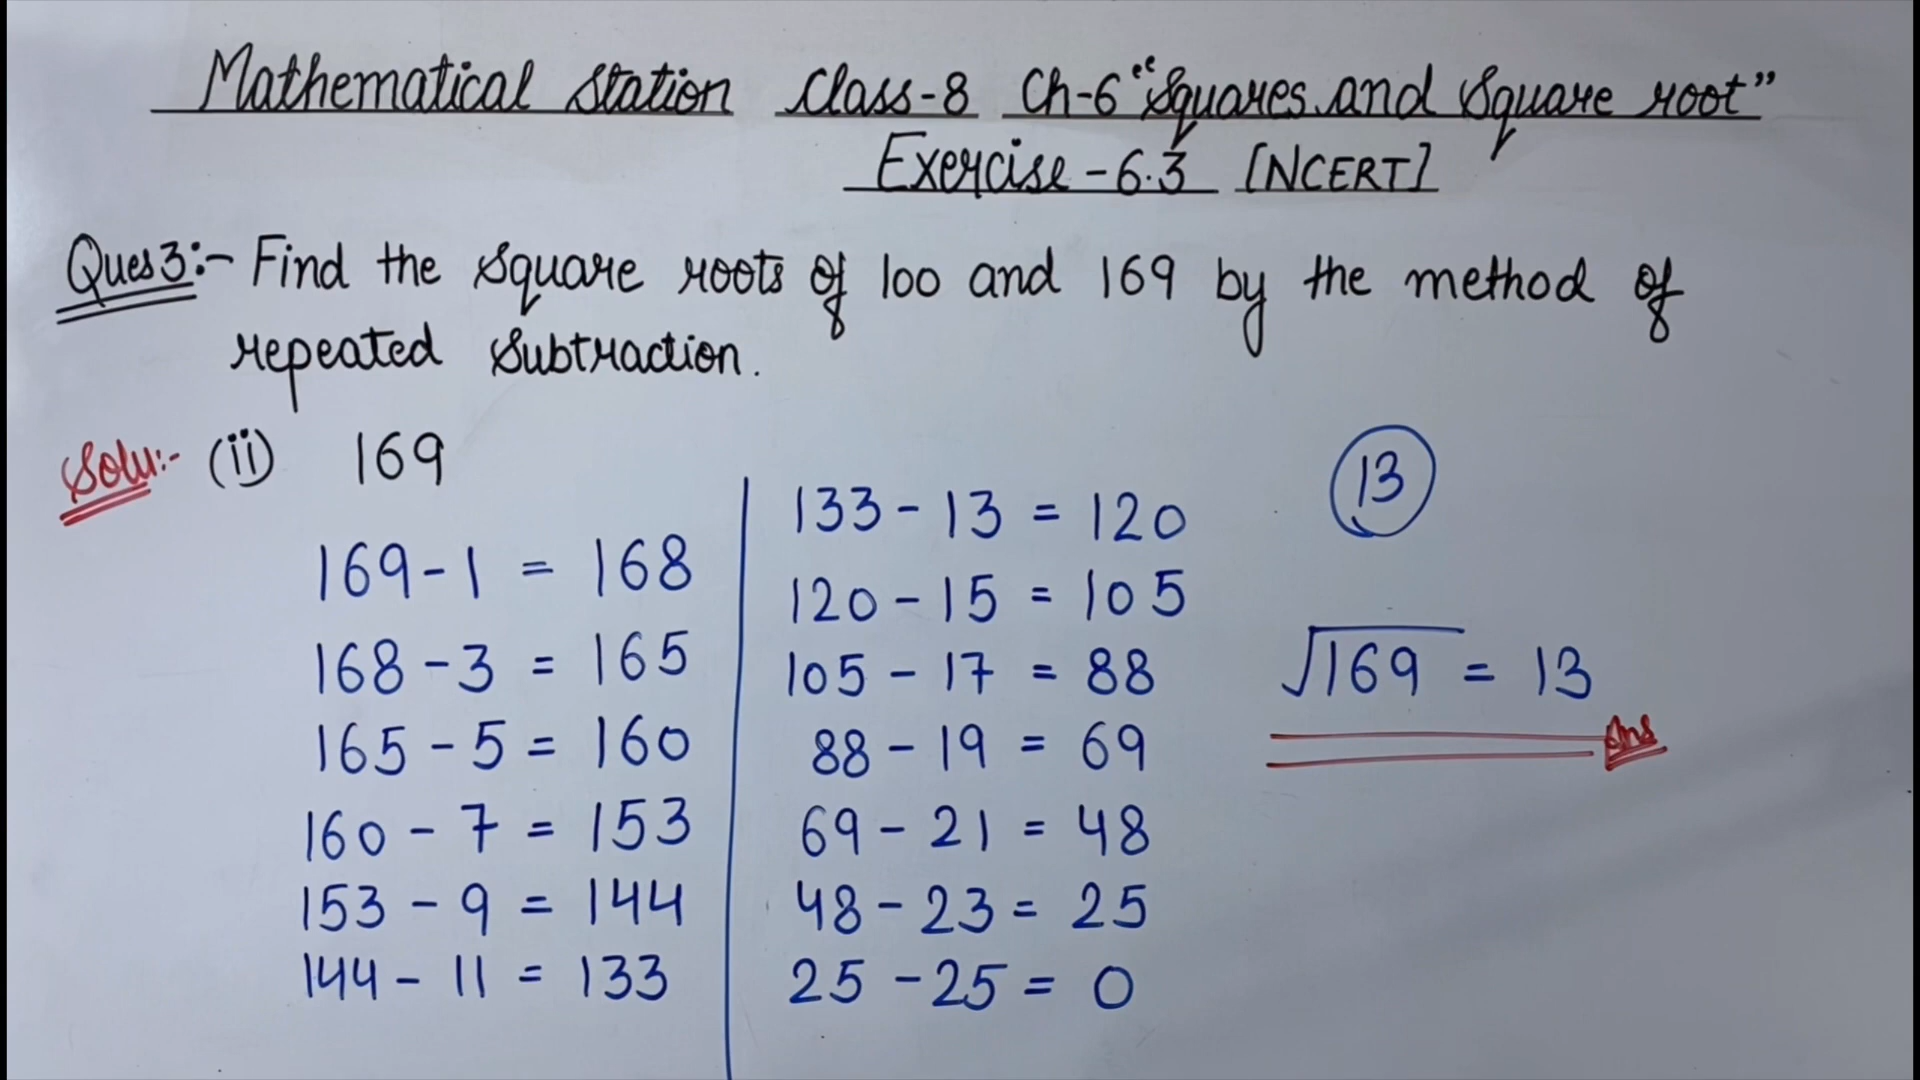 Mathematical Station Class-8 Ch-6 "Squares and Square root"
Exercise-6.3 [NCERT]
Ques3:- Find the square roots of 100 and 169 by the method of
repeated Subtraction.
Solu:- (ii) 169
169-1 = 168
168-3 = 165
165-5 = 160
160-7 = 153
153-9 = 144
144-11 = 133
133-13 = 120
120-15 = 105
105-17 = 88
88-19 = 69
69-21 = 48
48-23 = 25
25-25 = 0
13
√169 = 13
Ans